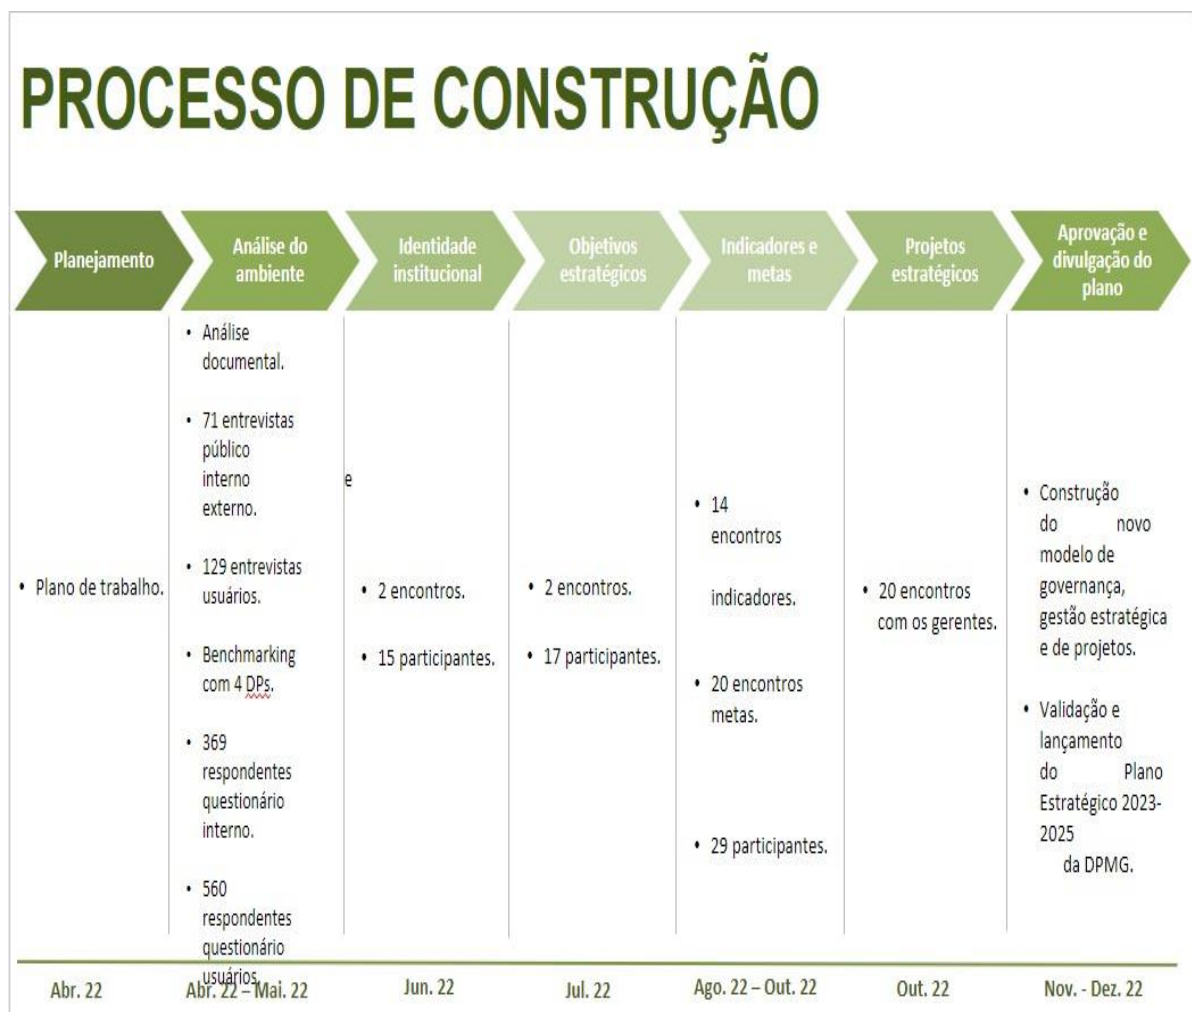 PROCESSO DE CONSTRUÇÃO
Planejamento
Análise do
ambiente
Identidade
institucional
Objetivos
estratégicos
Indicadores e
metas
Projetos
estratégicos
Aprovação e
divulgação do
plano
• Plano de trabalho.
• Análise
documental.
• 71 entrevistas
público
interno e
externo.
• 129 entrevistas
usuários.
• Benchmarking
com 4 DPs.
• 369
respondentes
questionário
interno.
• 560
respondentes
questionário
usuários.
• 2 encontros.
• 15 participantes.
• 2 encontros.
• 17 participantes.
• 14
encontros
indicadores.
• 20 encontros
metas.
• 29 participantes.
• 20 encontros
com os gerentes.
• Construção
do novo
modelo de
governança,
gestão estratégica
e de projetos.
• Validação e
lançamento
do Plano
Estratégico 2023-
2025
da DPMG.
Abr. 22
Abr. 22 – Mai. 22
Jun. 22
Jul. 22
Ago. 22 – Out. 22
Out. 22
Nov. - Dez. 22